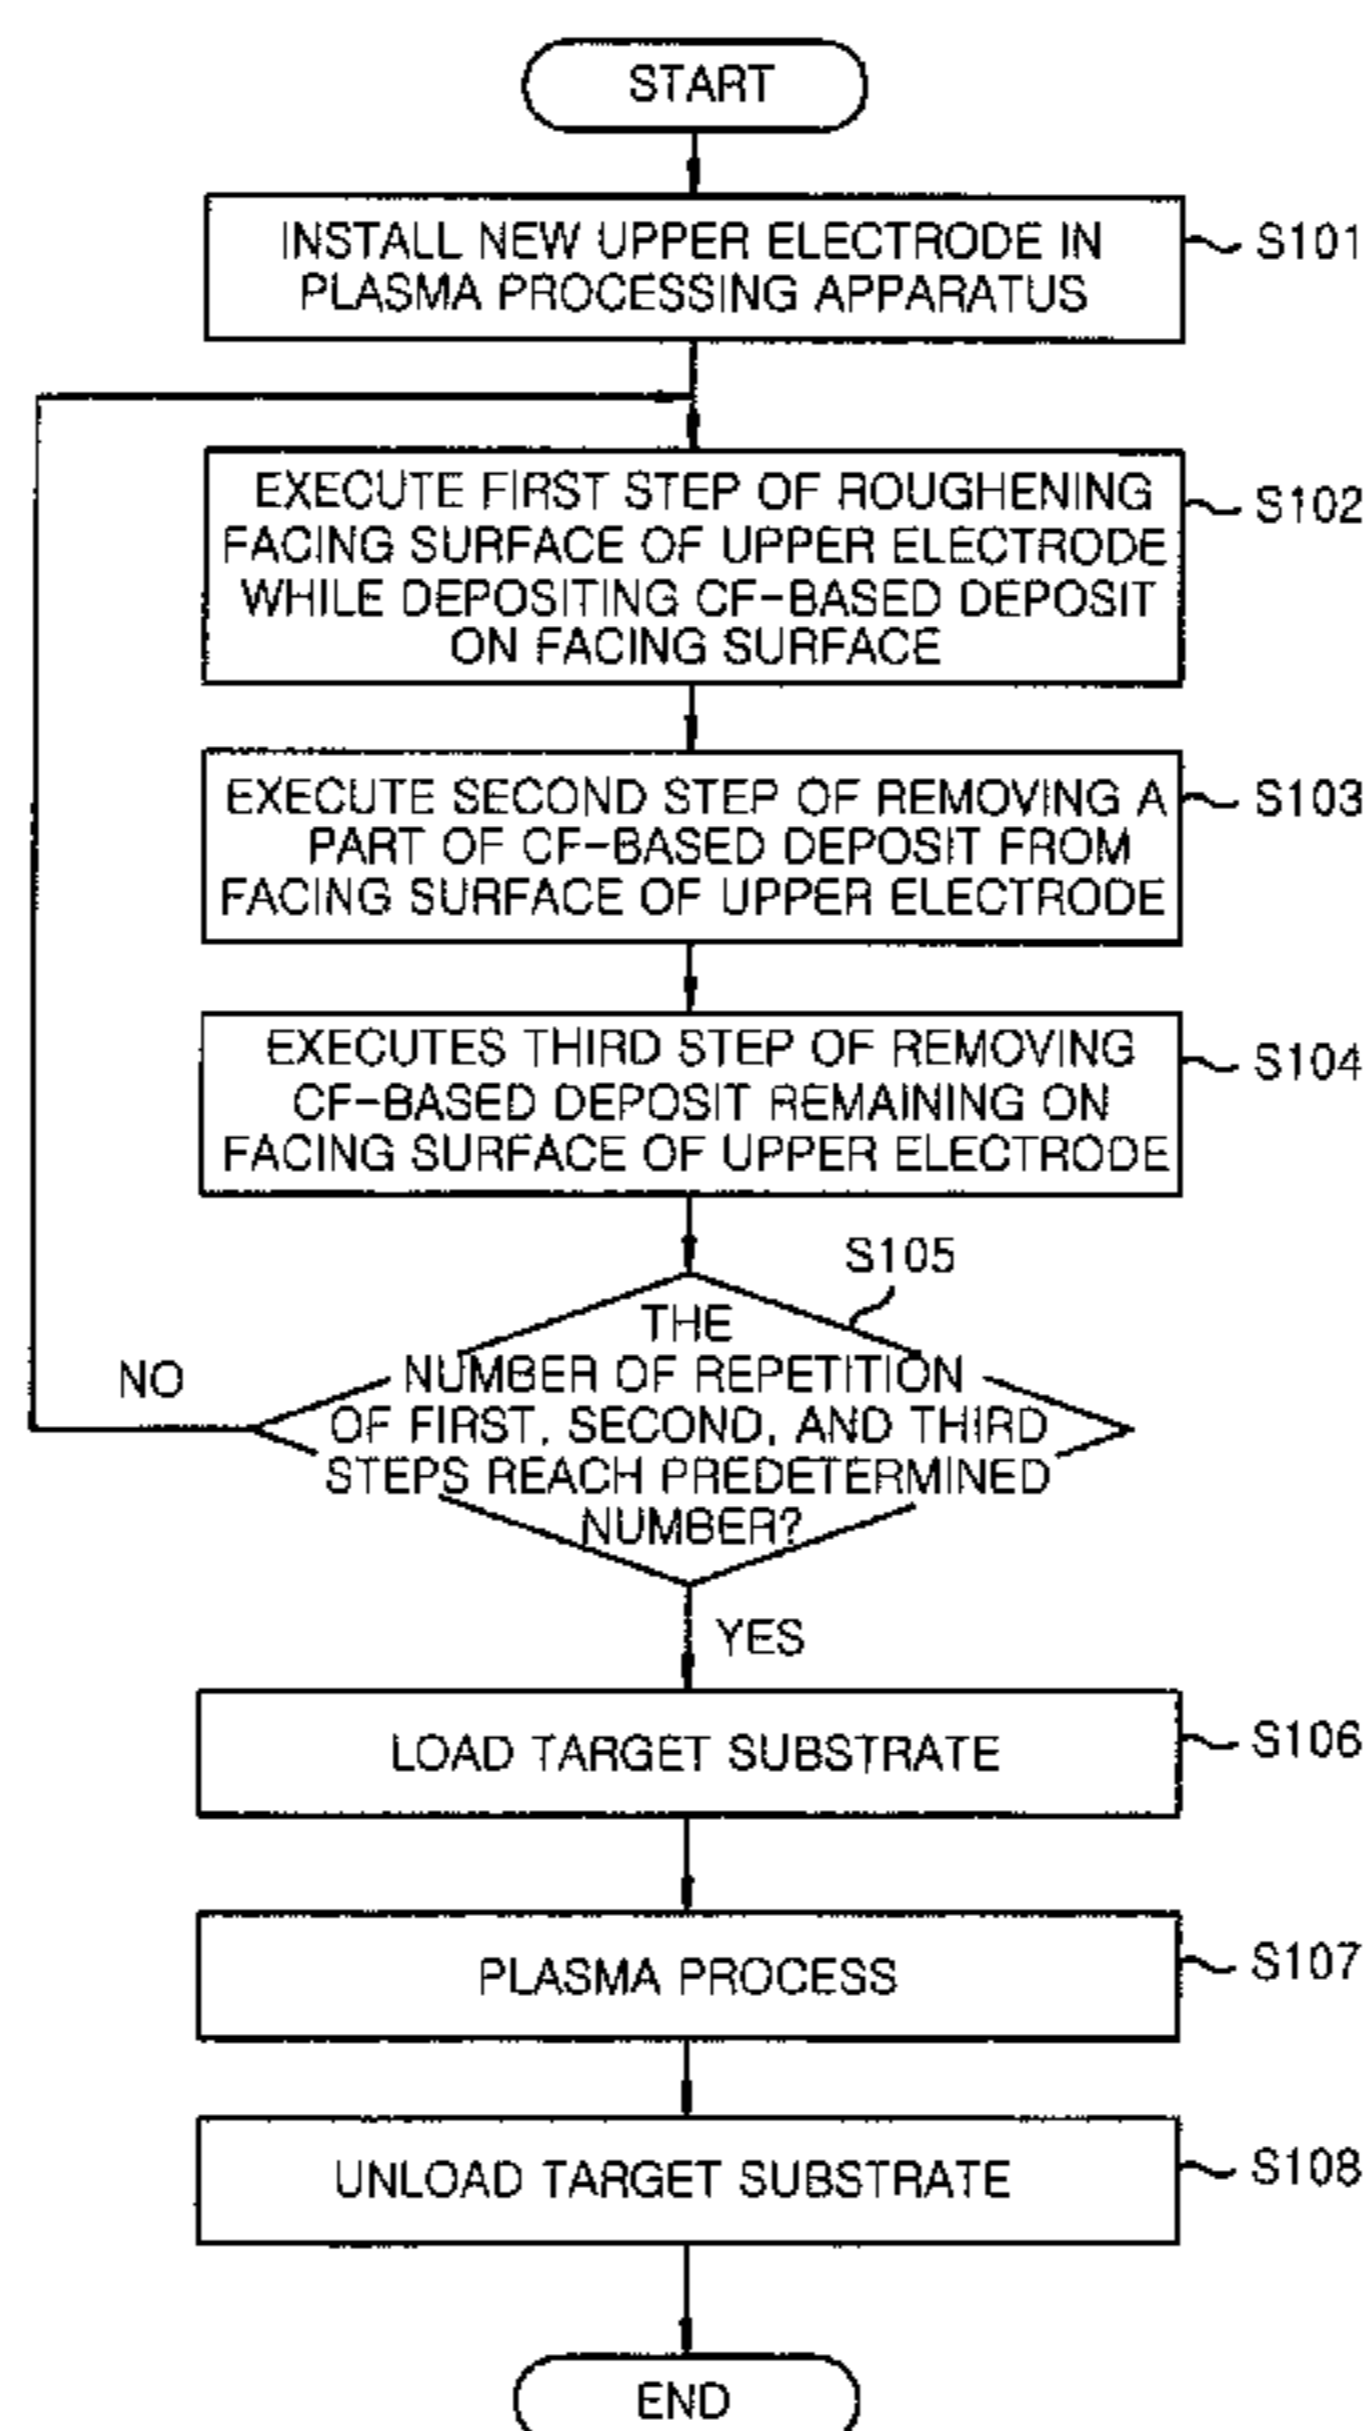 START
INSTALL NEW UPPER ELECTRODE IN
PLASMA PROCESSING APPARATUS
S101
EXECUTE FIRST STEP OF ROUGHENING
FACING SURFACE OF UPPER ELECTRODE
WHILE DEPOSITING CF-BASED DEPOSIT
ON FACING SURFACE
S102
EXECUTE SECOND STEP OF REMOVING A
PART OF CF-BASED DEPOSIT FROM
FACING SURFACE OF UPPER ELECTRODE
S103
EXECUTES THIRD STEP OF REMOVING
CF-BASED DEPOSIT REMAINING ON
FACING SURFACE OF UPPER ELECTRODE
S104
S105
THE
NUMBER OF REPETITION
OF FIRST, SECOND, AND THIRD
STEPS REACH PREDETERMINED
NUMBER?
NO
YES
LOAD TARGET SUBSTRATE
S106
PLASMA PROCESS
S107
UNLOAD TARGET SUBSTRATE
S108
END